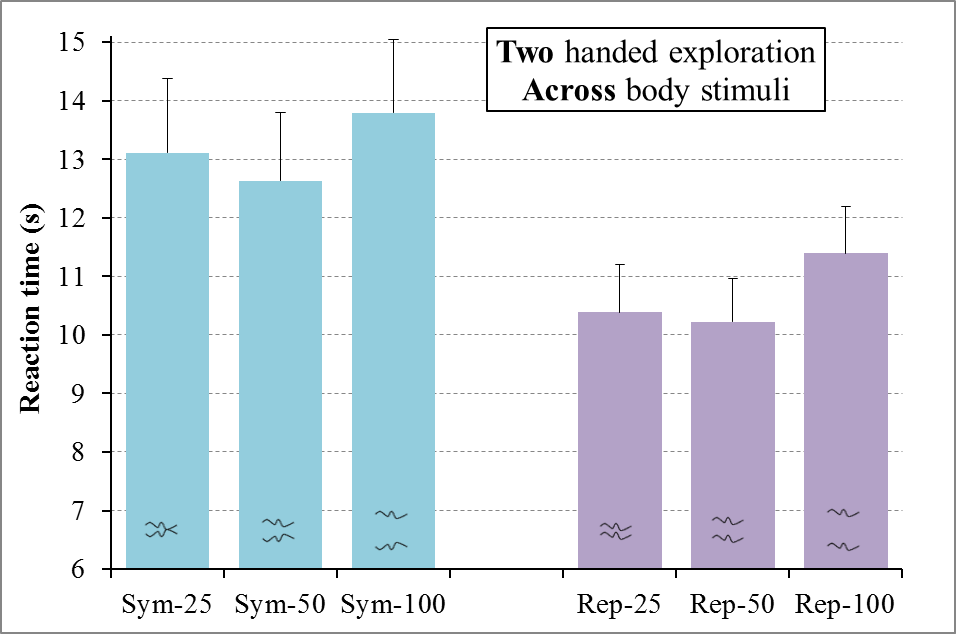 Two handed exploration
Across body stimuli
Reaction time (s)
15
14
13
12
11
10
9
8
7
6
Sym-25 Sym-50 Sym-100 Rep-25 Rep-50 Rep-100